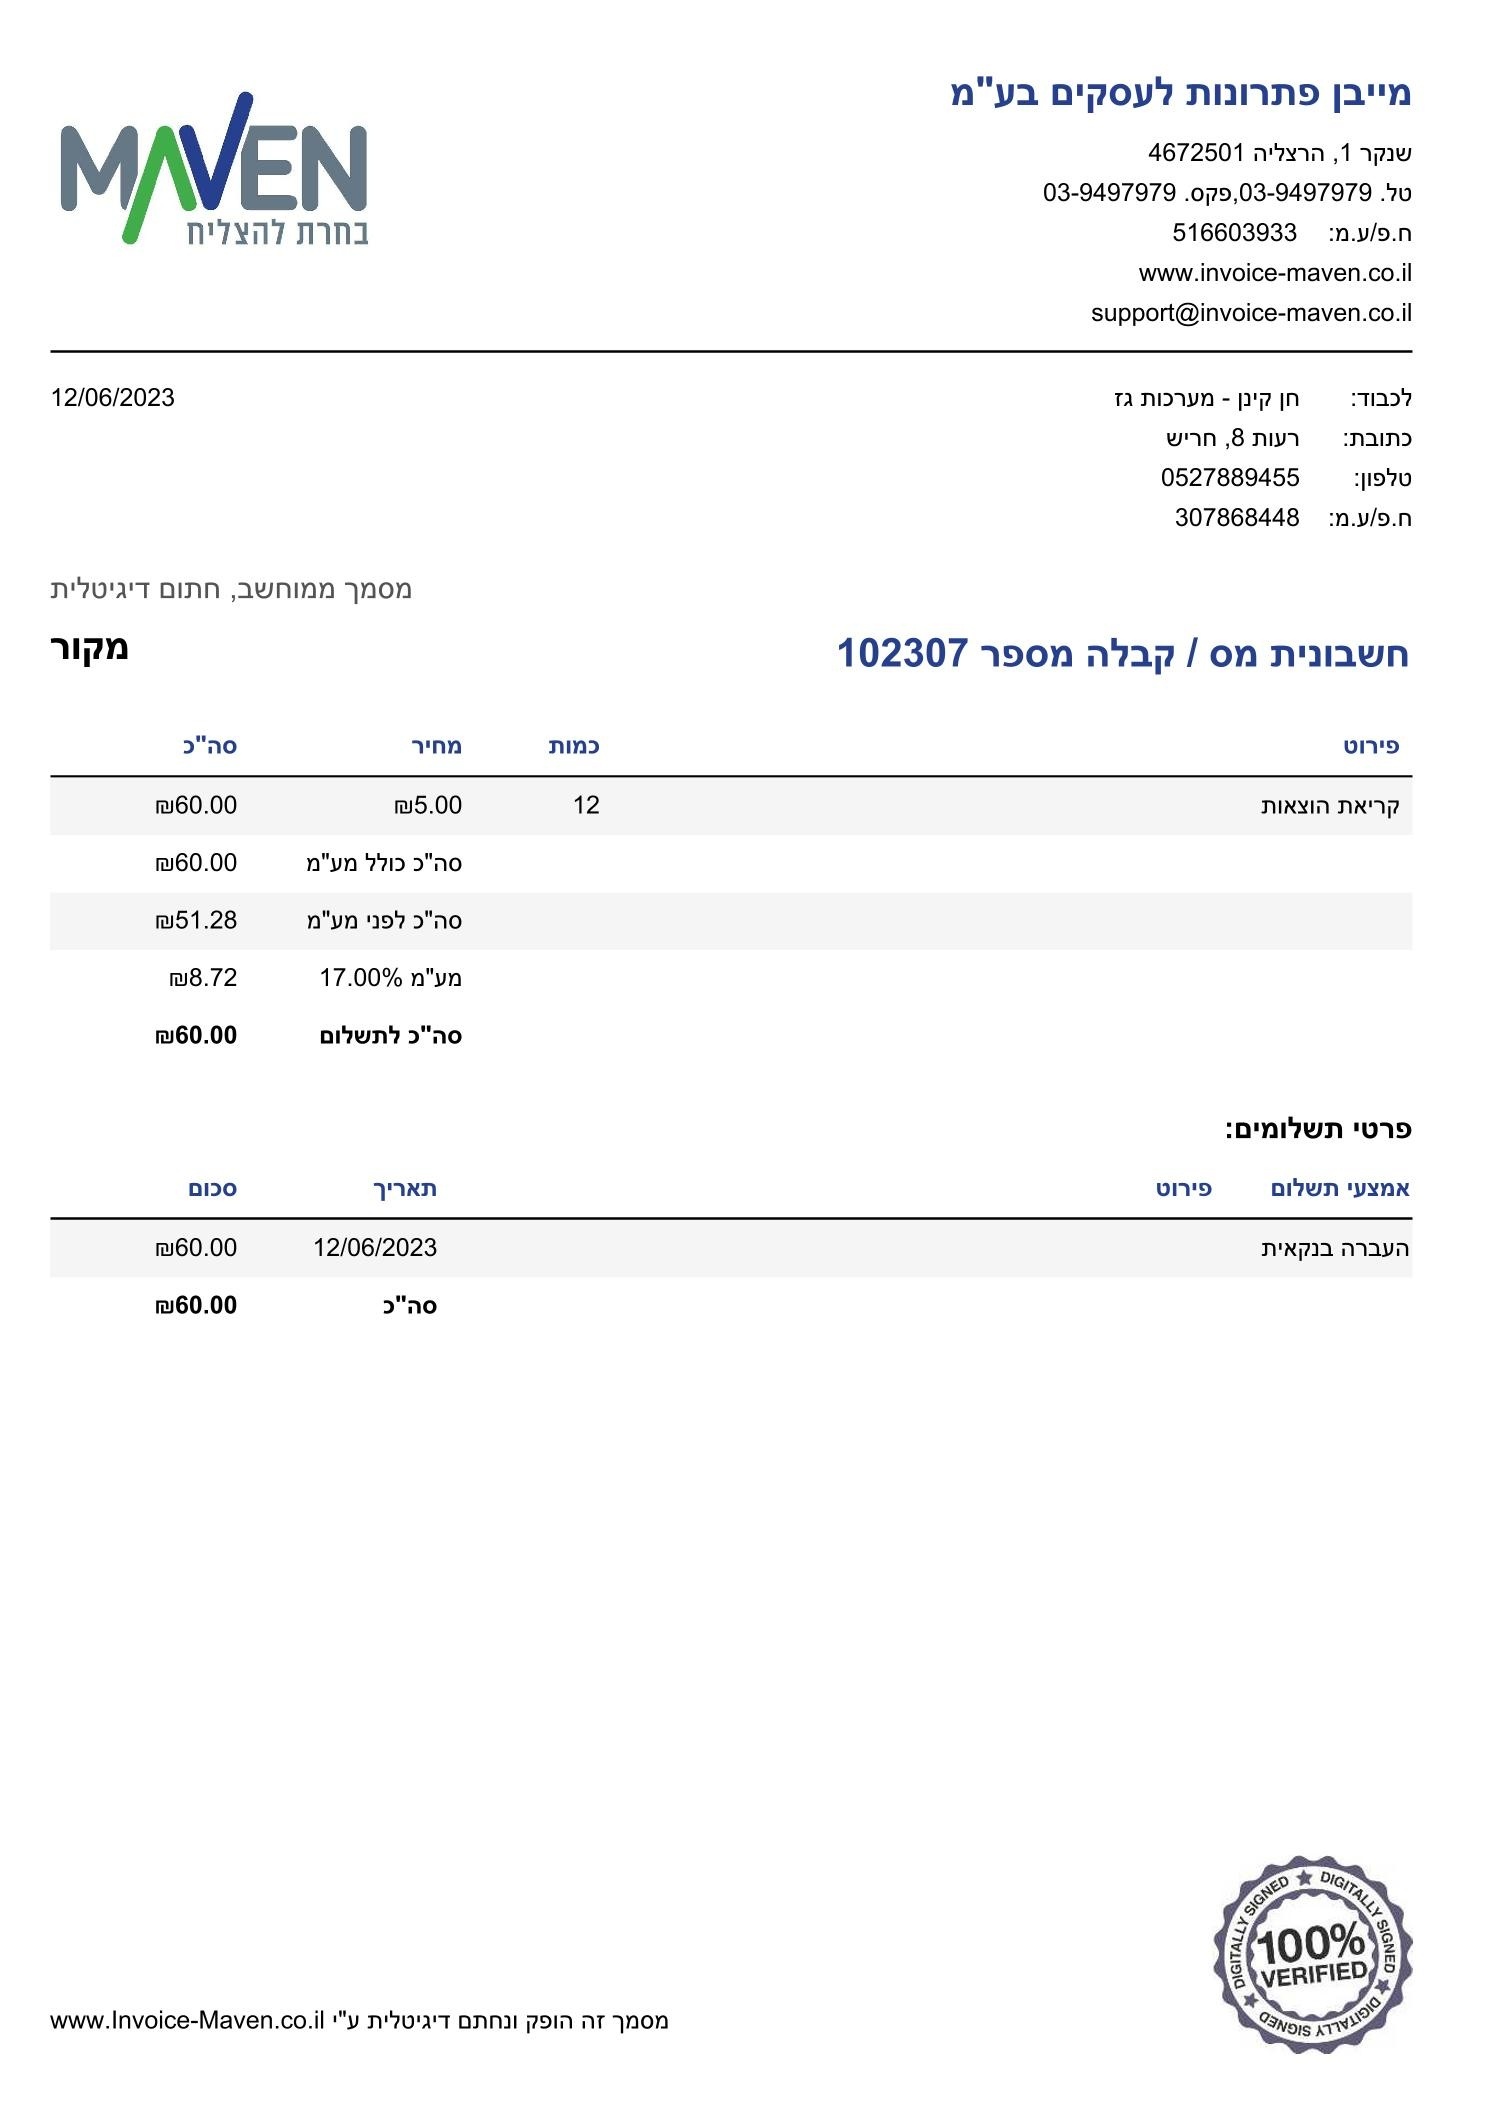 מייבן פתרונות לעסקים בע"מ
שנקר 1, הרצליה 4672501
טל. 03-9497979,פקס. 03-9497979
ח.פ/ע.מ: 516603933
www.invoice-maven.co.il
support@invoice-maven.co.il
MAVEN
בחרת להצליח
לכבוד: חן קינן - מערכות גז 12/06/2023
כתובת: רעות 8, חריש
טלפון: 0527889455
ח.פ/ע.מ: 307868448
מסמך ממוחשב, חתום דיגיטלית
חשבונית מס / קבלה מספר 102307 מקור
פירוט כמות מחיר סה"כ
קריאת הוצאות 12 ₪5.00 ₪60.00
סה"כ כולל מע"מ ₪60.00
סה"כ לפני מע"מ ₪51.28
מע"מ 17.00% ₪8.72
סה"כ לתשלום ₪60.00
פרטי תשלומים:
אמצעי תשלום פירוט תאריך סכום
העברה בנקאית 12/06/2023 ₪60.00
סה"כ ₪60.00
DIGITALLY SIGNED ★ DIGITALLY SIGNED ★ DIGITALLY SIGNED ★
100%
VERIFIED
מסמך זה הופק ונחתם דיגיטלית ע"י www.Invoice-Maven.co.il